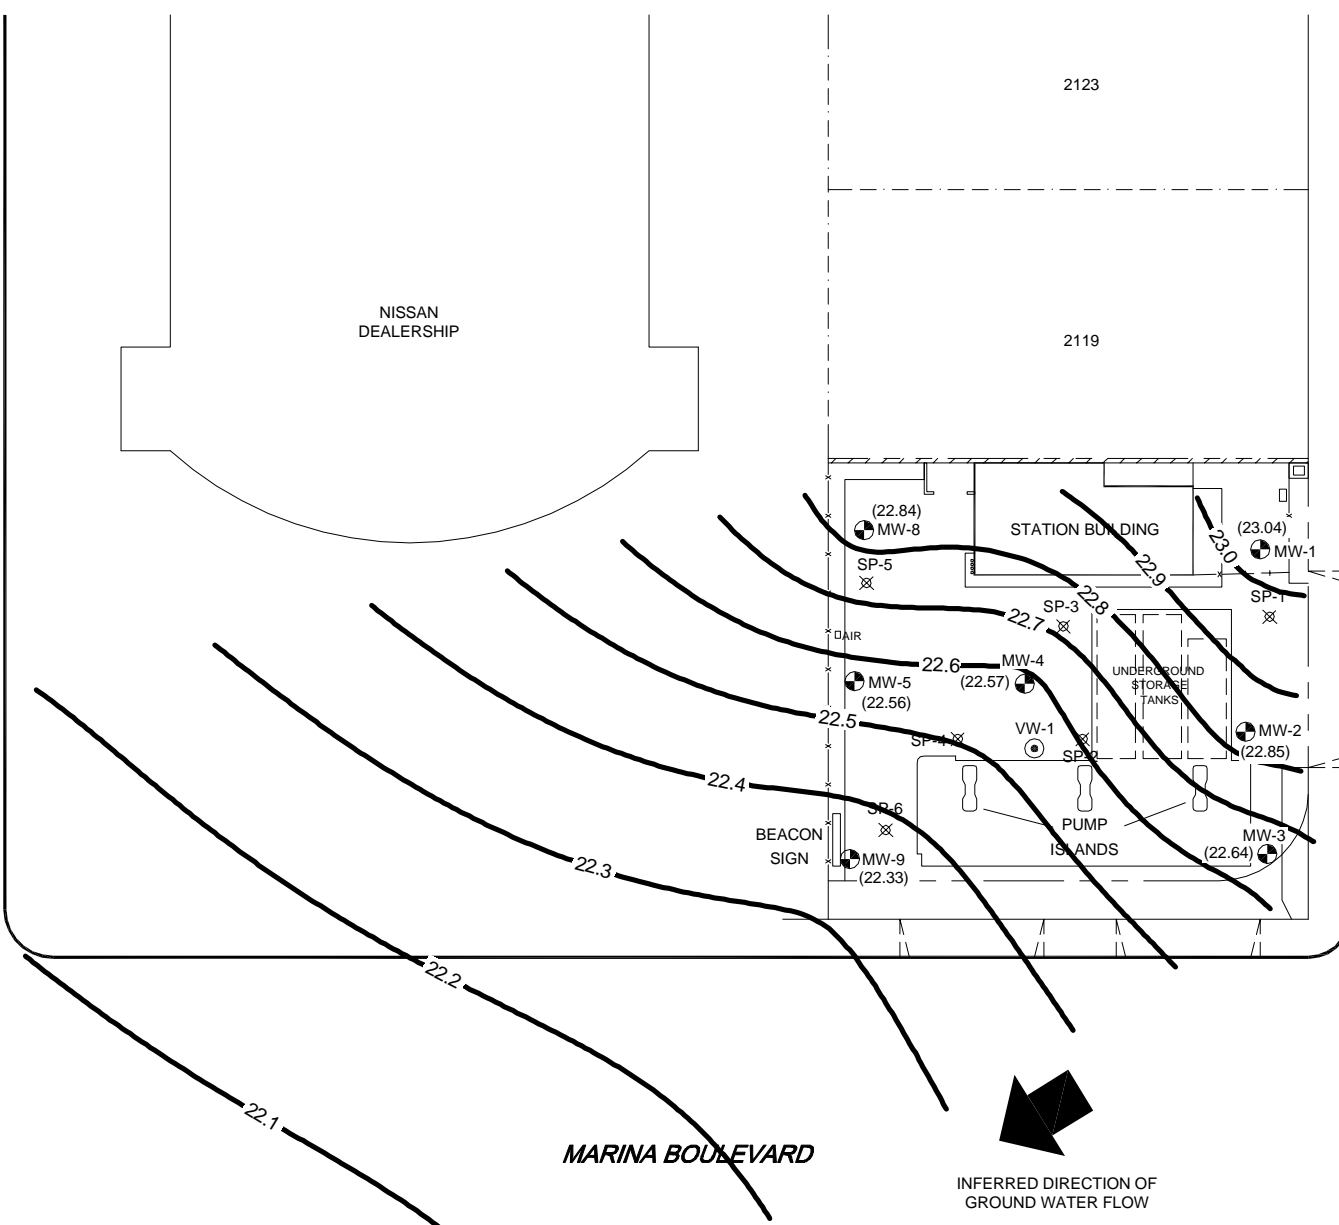 2123
NISSAN
DEALERSHIP
2119
(22.84)
MW-8
STATION BUILDING
(23.04)
MW-1
23.0
SP-5
22.9
SP-1
22.8
SP-3
22.7
AIR
22.6
MW-4
(22.57)
UNDERGROUND
STORAGE
TANKS
MW-5
(22.56)
22.5
SP-4
VW-1
SP-2
MW-2
(22.85)
22.4
SP-6
BEACON
SIGN
PUMP
ISLANDS
MW-3
(22.64)
MW-9
(22.33)
22.3
22.2
22.1
MARINA BOULEVARD
INFERRED DIRECTION OF
GROUND WATER FLOW